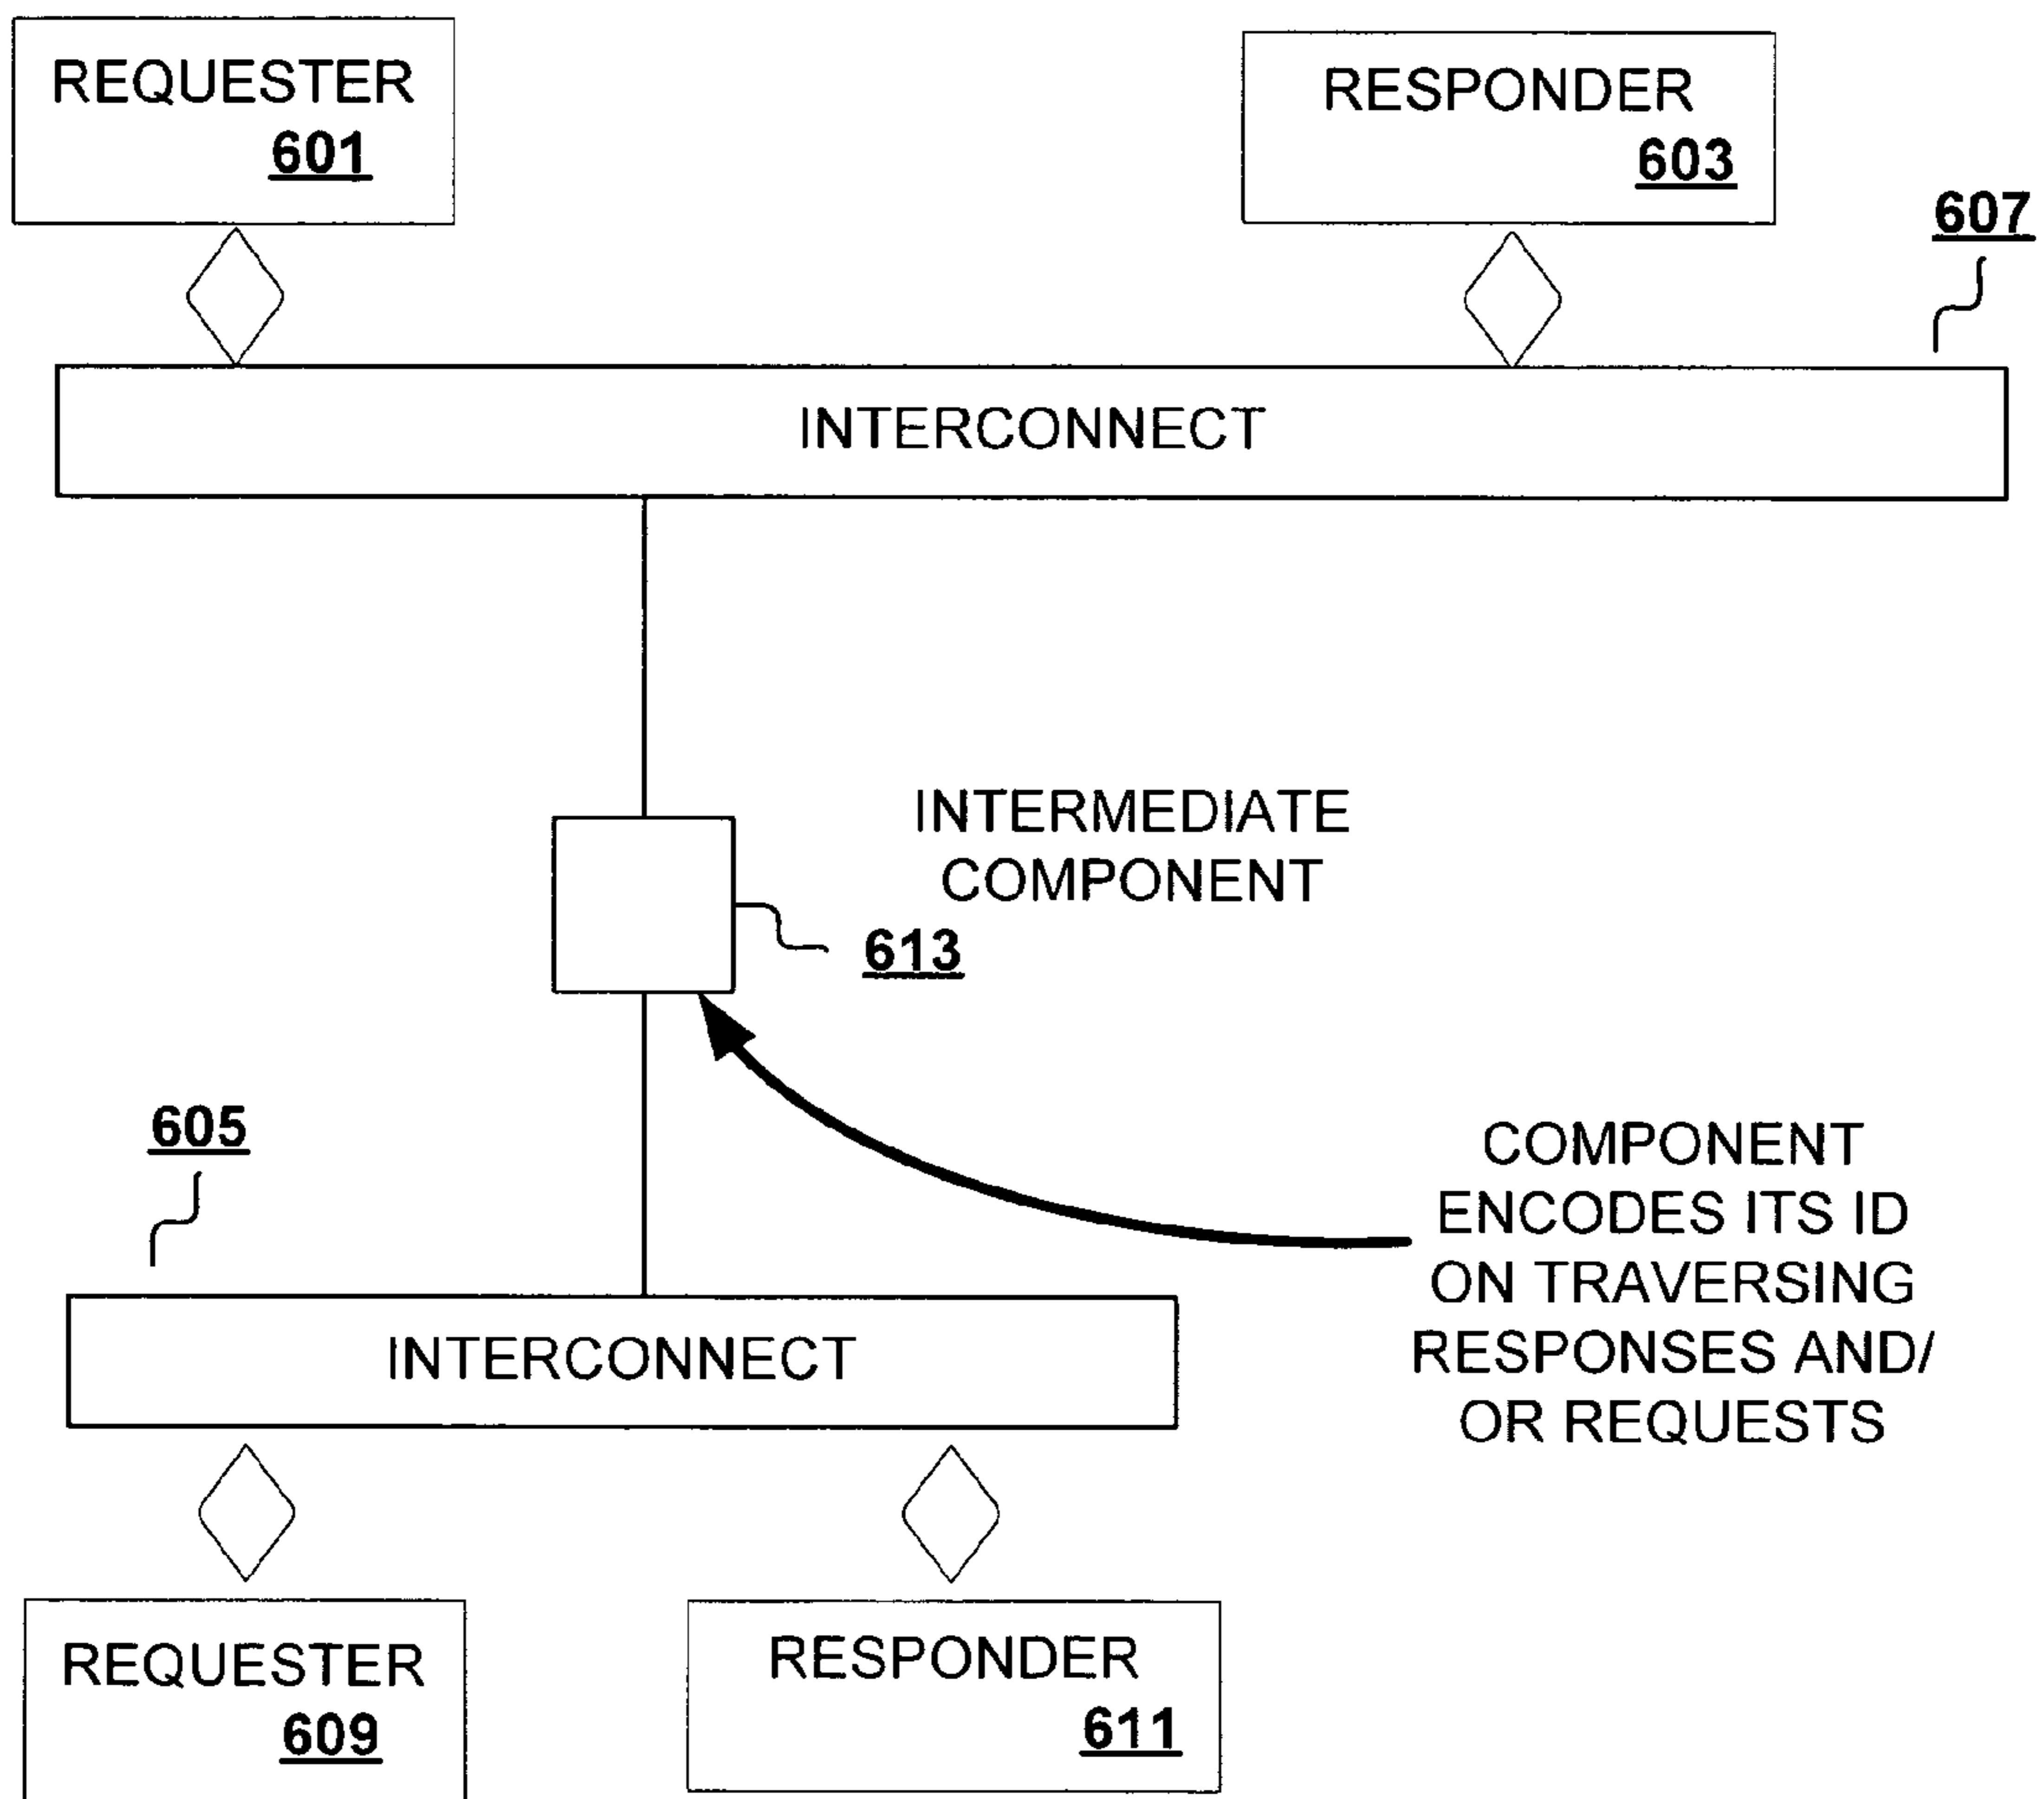 REQUESTER
601
RESPONDER
603
607
INTERCONNECT
INTERMEDIATE
COMPONENT
613
605
COMPONENT
ENCODES ITS ID
ON TRAVERSING
RESPONSES AND/
OR REQUESTS
INTERCONNECT
REQUESTER
609
RESPONDER
611